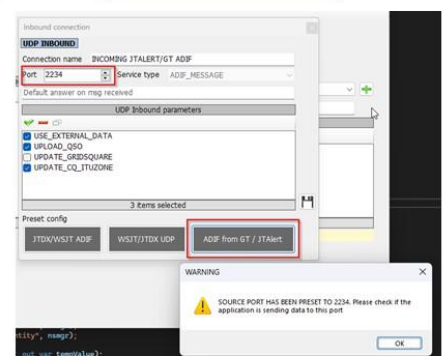 Inbound connection
UDP INBOUND
Connection name INCOMING JTALERT/GT ADIF
Port 2234 Service type ADIF_MESSAGE
Default answer on msg received
UDP Inbound parameters
USE_EXTERNAL_DATA
UPLOAD_QSO
UPDATE_GRIDSQUARE
UPDATE_CQ_ITUZONE
3 items selected
Preset config
JTDX/WSJT ADIF WSJT/JTDX UDP ADIF from GT / JTAlert
WARNING
SOURCE PORT HAS BEEN PRESET TO 2234. Please check if the
application is sending data to this port
OK
ntity", nsmgr);
out var tempValue);